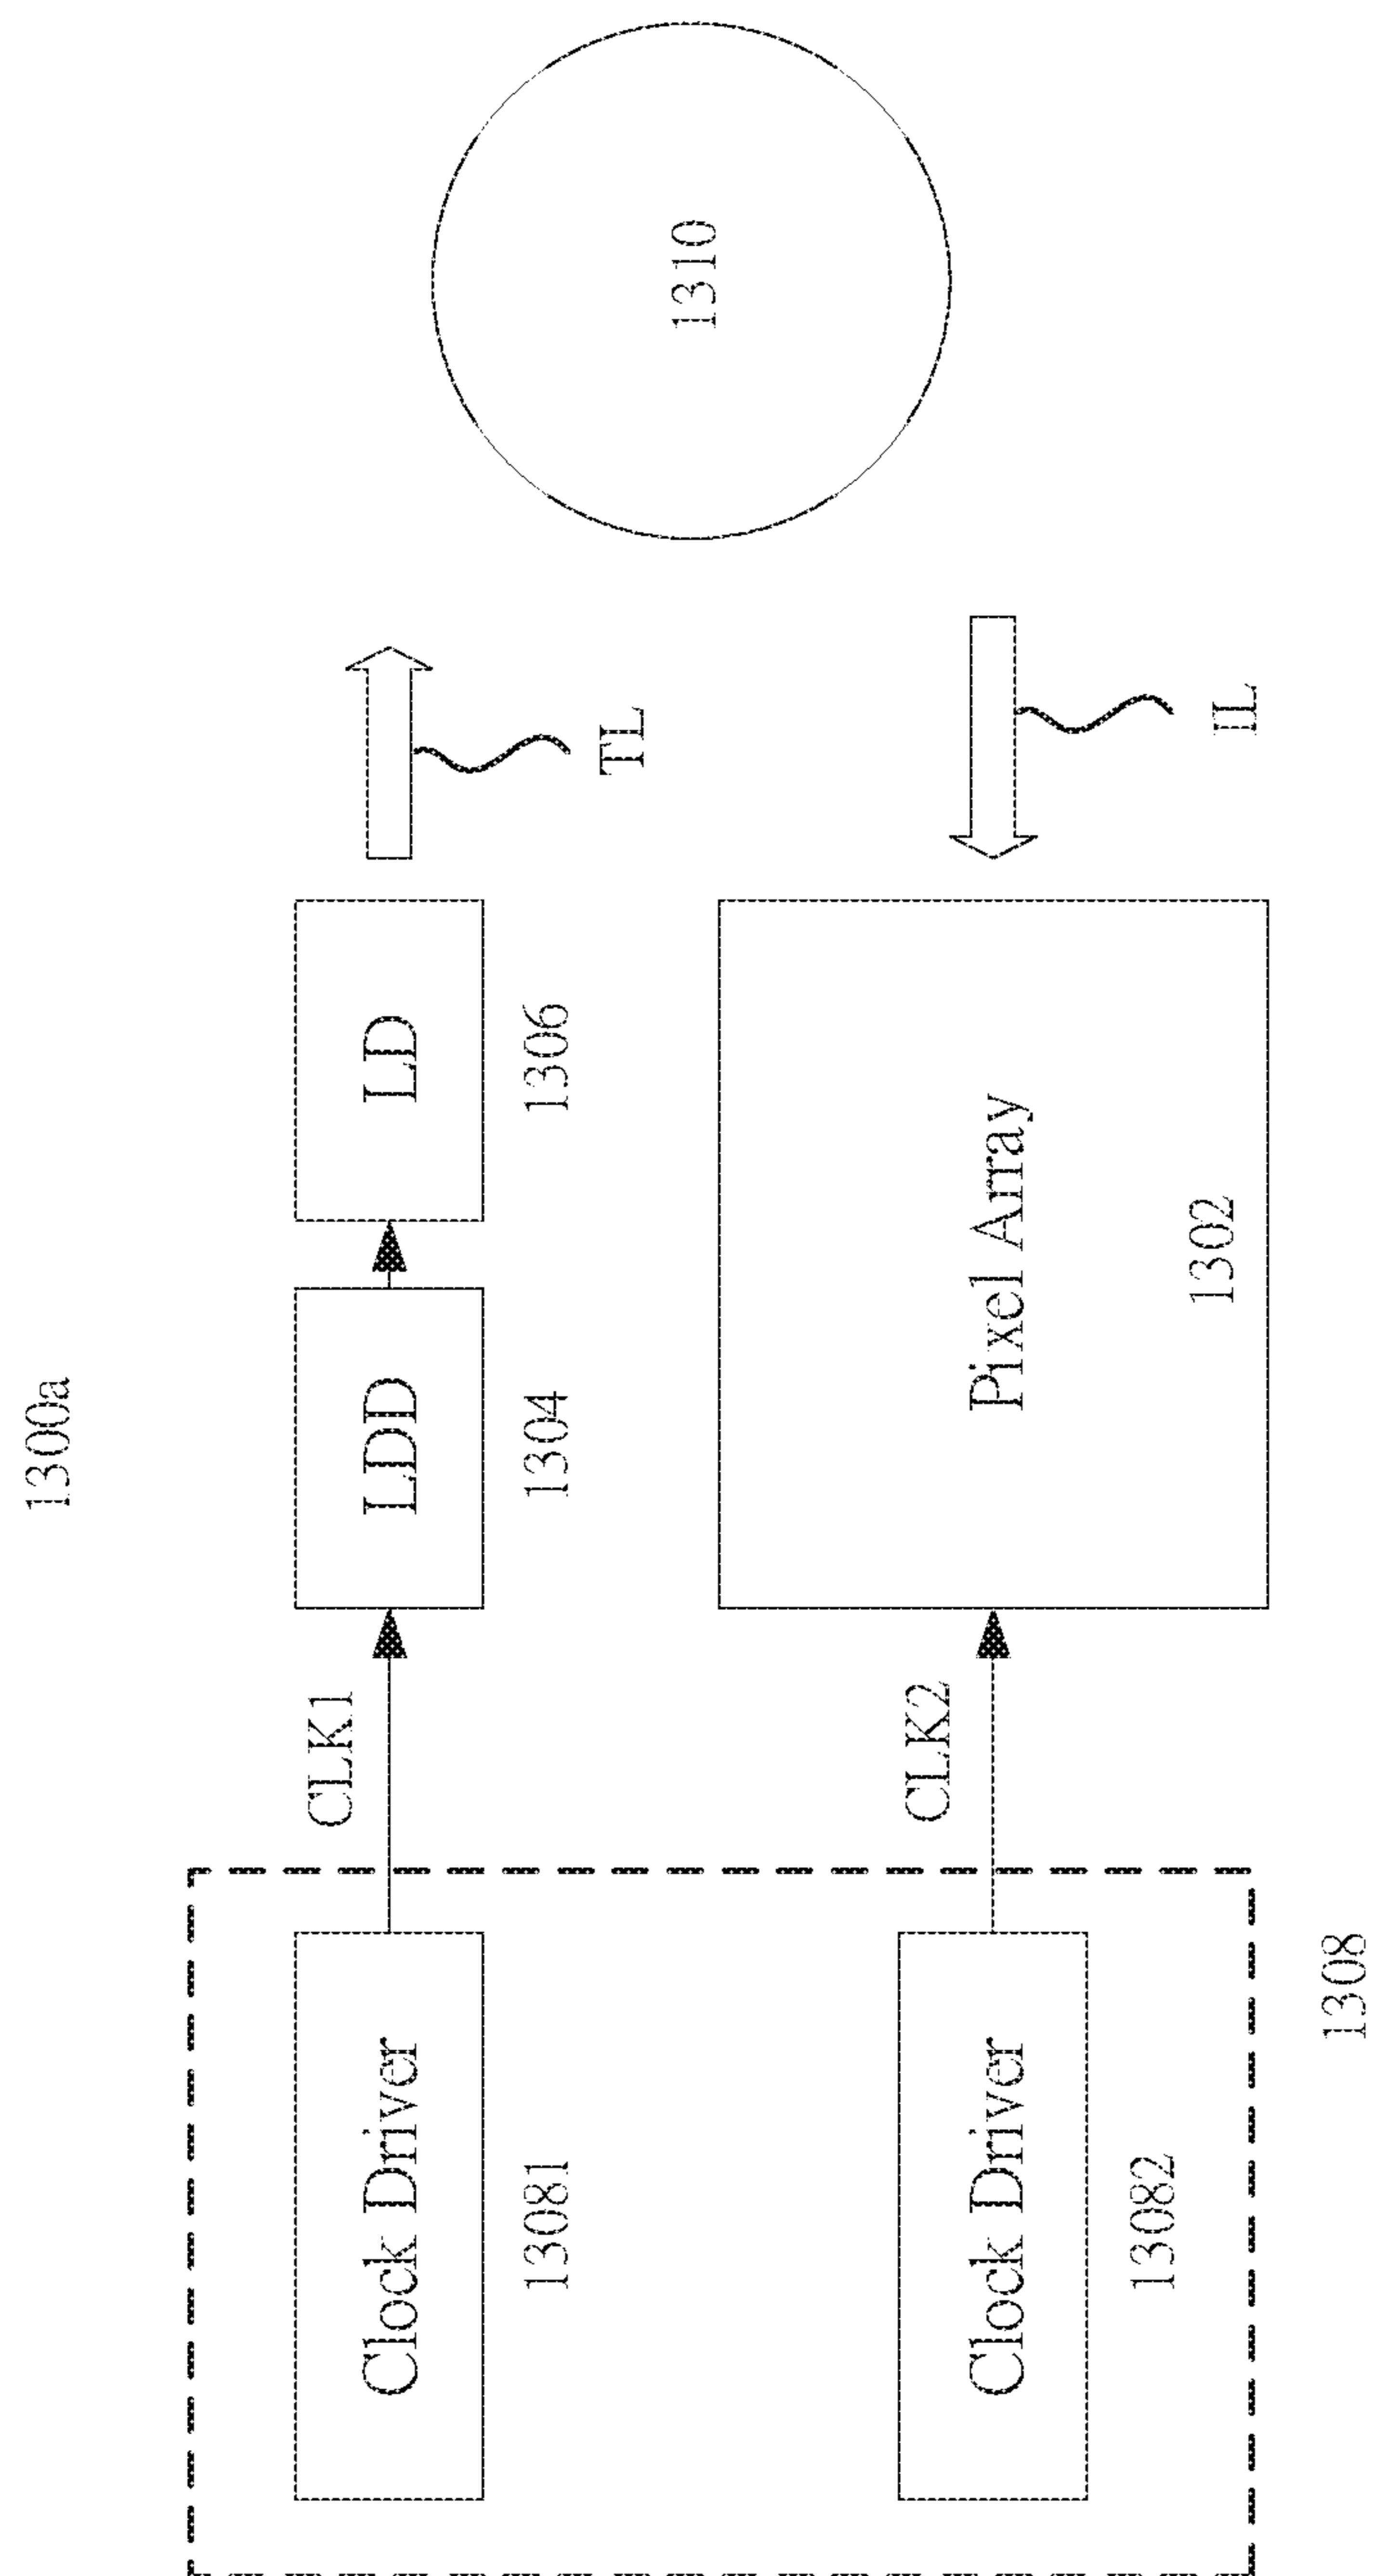 1300a
Clock Driver
13081
CLK1
LDD
1304
LD
1306
TL
1310
Clock Driver
13082
CLK2
Pixel Array
1302
IL
1308